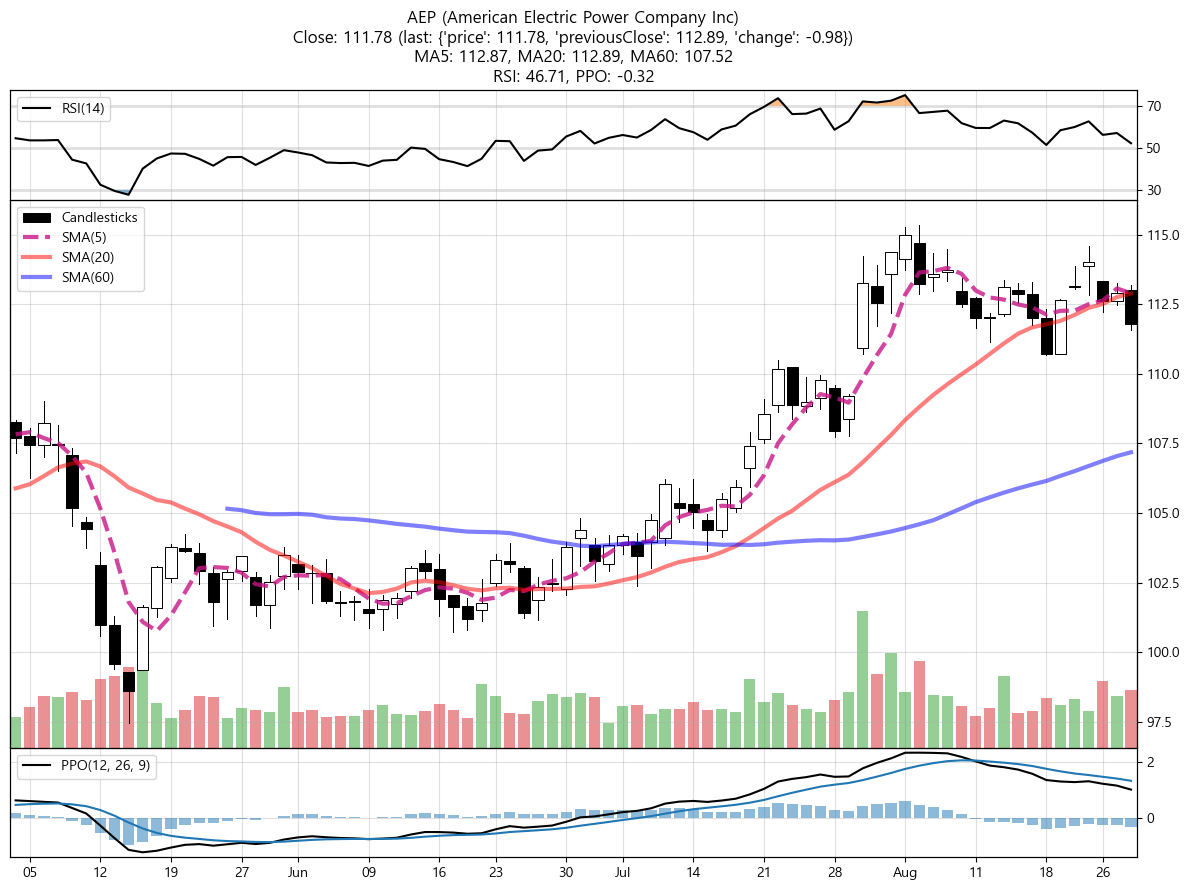 AEP (American Electric Power Company Inc)
Close: 111.78 (last: {'price': 111.78, 'previousClose': 112.89, 'change': -0.98})
MA5: 112.87, MA20: 112.89, MA60: 107.52
RSI: 46.71, PPO: -0.32
RSI(14)
70
50
30
Candlesticks
SMA(5)
SMA(20)
SMA(60)
115.0
112.5
110.0
107.5
105.0
102.5
100.0
97.5
PPO(12, 26, 9)
2
0
05 12 19 27 Jun 09 16 23 30 Jul 14 21 28 Aug 11 18 26